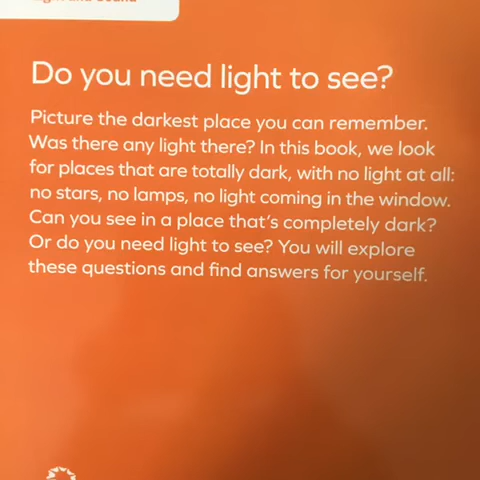 Do you need light to see?
Picture the darkest place you can remember.
Was there any light there? In this book, we look
for places that are totally dark, with no light at all:
no stars, no lamps, no light coming in the window.
Can you see in a place that's completely dark?
Or do you need light to see? You will explore
these questions and find answers for yourself.